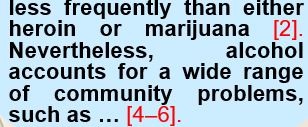 less frequently than either
heroin or marijuana [2].
Nevertheless, alcohol
accounts for a wide range
of community problems,
such as … [4–6].